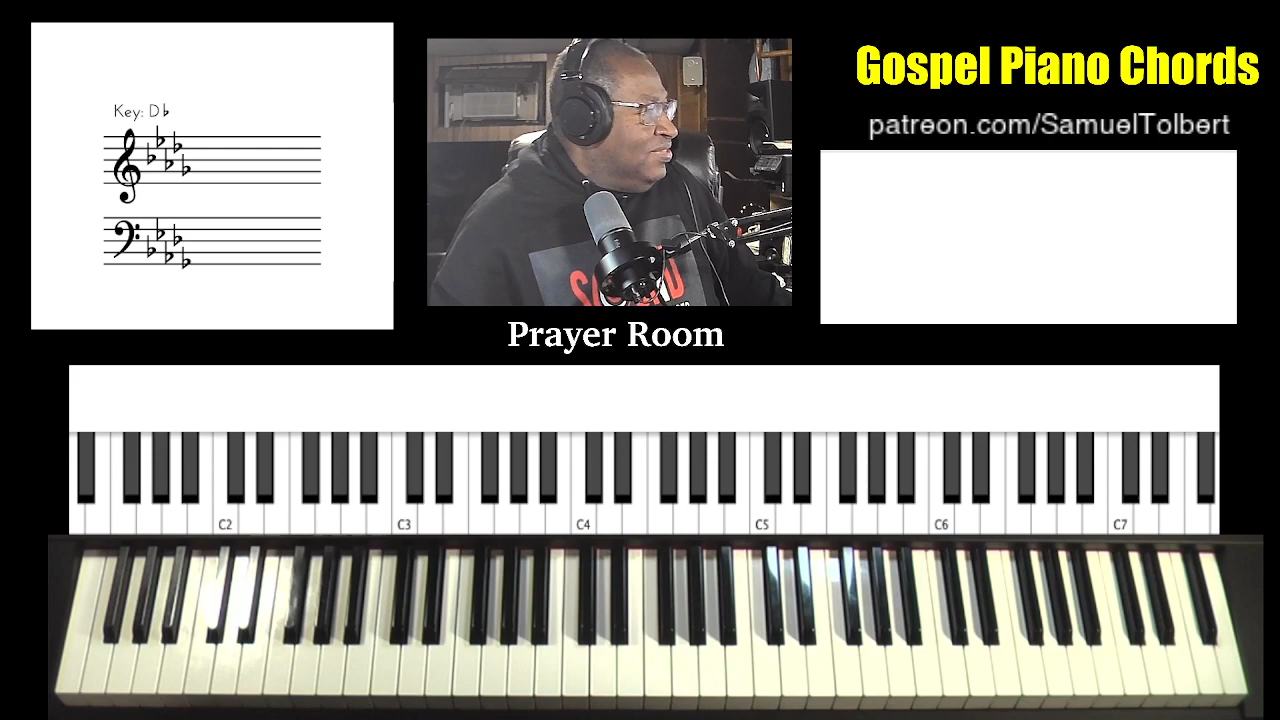 Key: D♭
Gospel Piano Chords
patreon.com/SamuelTolbert
Prayer Room
C2 C3 C4 C5 C6 C7